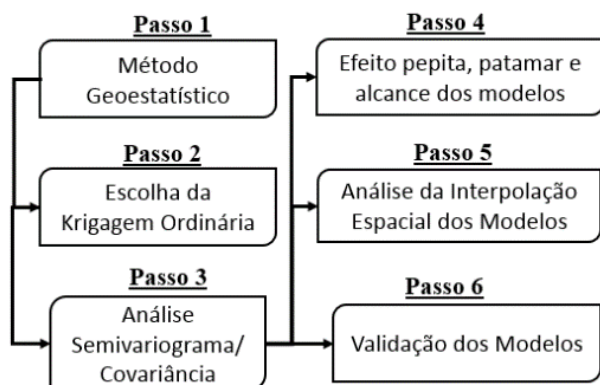 Passo 1
Método
Geoestatístico
Passo 2
Escolha da
Krigagem Ordinária
Passo 3
Análise
Semivariograma/
Covariância
Passo 4
Efeito pepita, patamar e
alcance dos modelos
Passo 5
Análise da Interpolação
Espacial dos Modelos
Passo 6
Validação dos Modelos